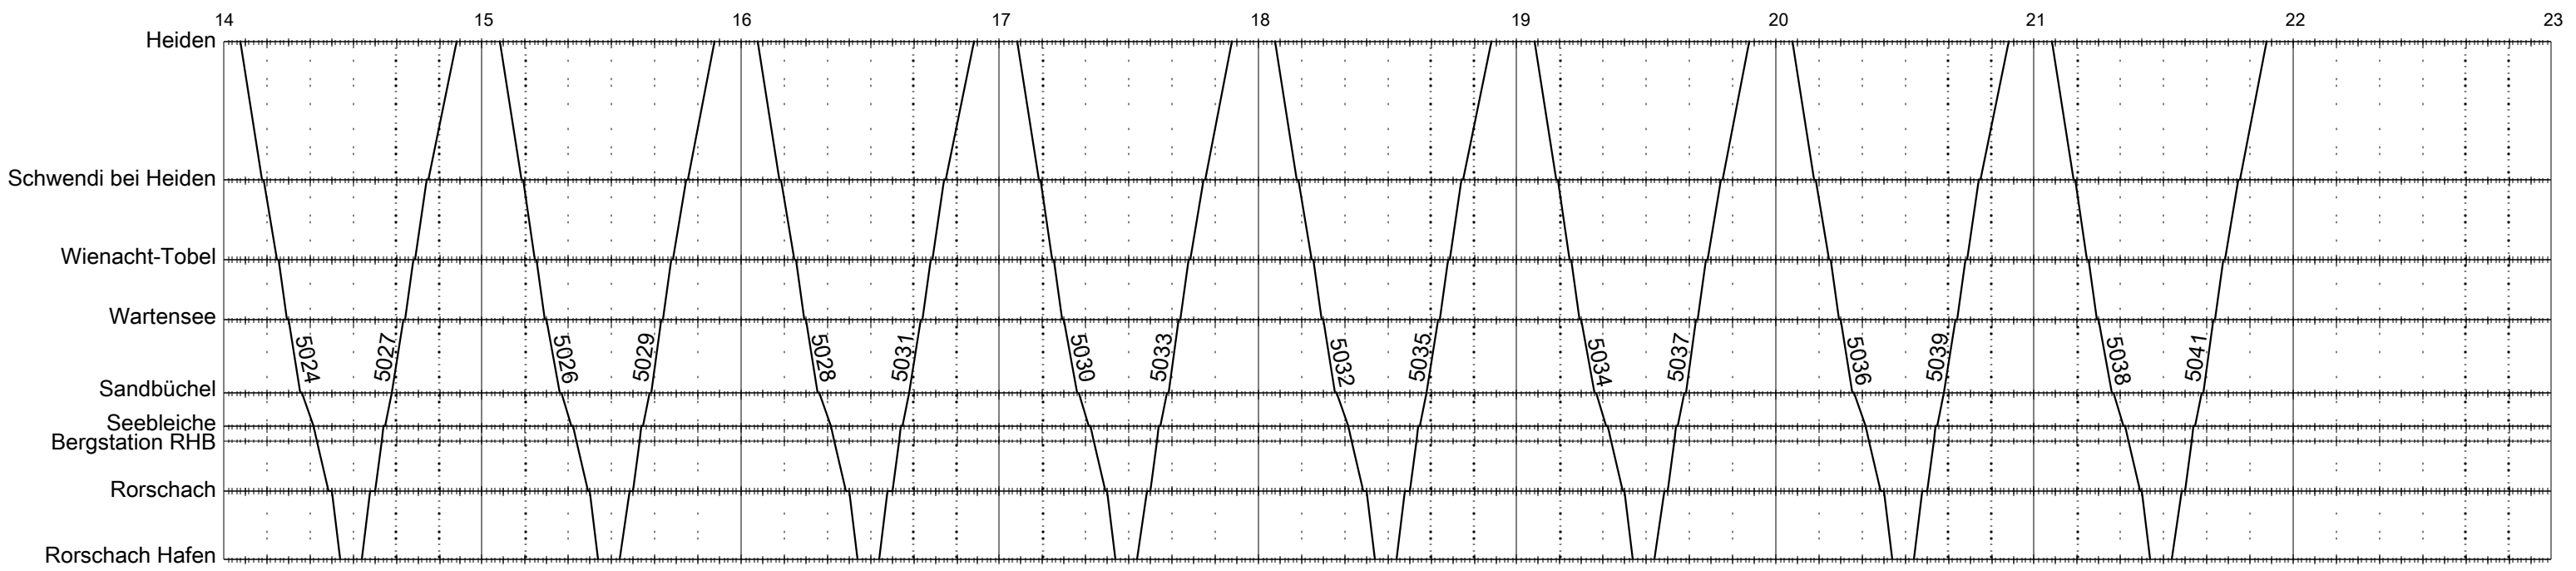 14 15 16 17 18 19 20 21 22 23
Heiden
Schwendi bei Heiden
Wienacht-Tobel
Wartensee
5024 5027 5026 5029 5028 5031 5030 5033 5032 5035 5034 5037 5036 5039 5038 5041
Sandbüchel
Seebleiche
Bergstation RHB
Rorschach
Rorschach Hafen